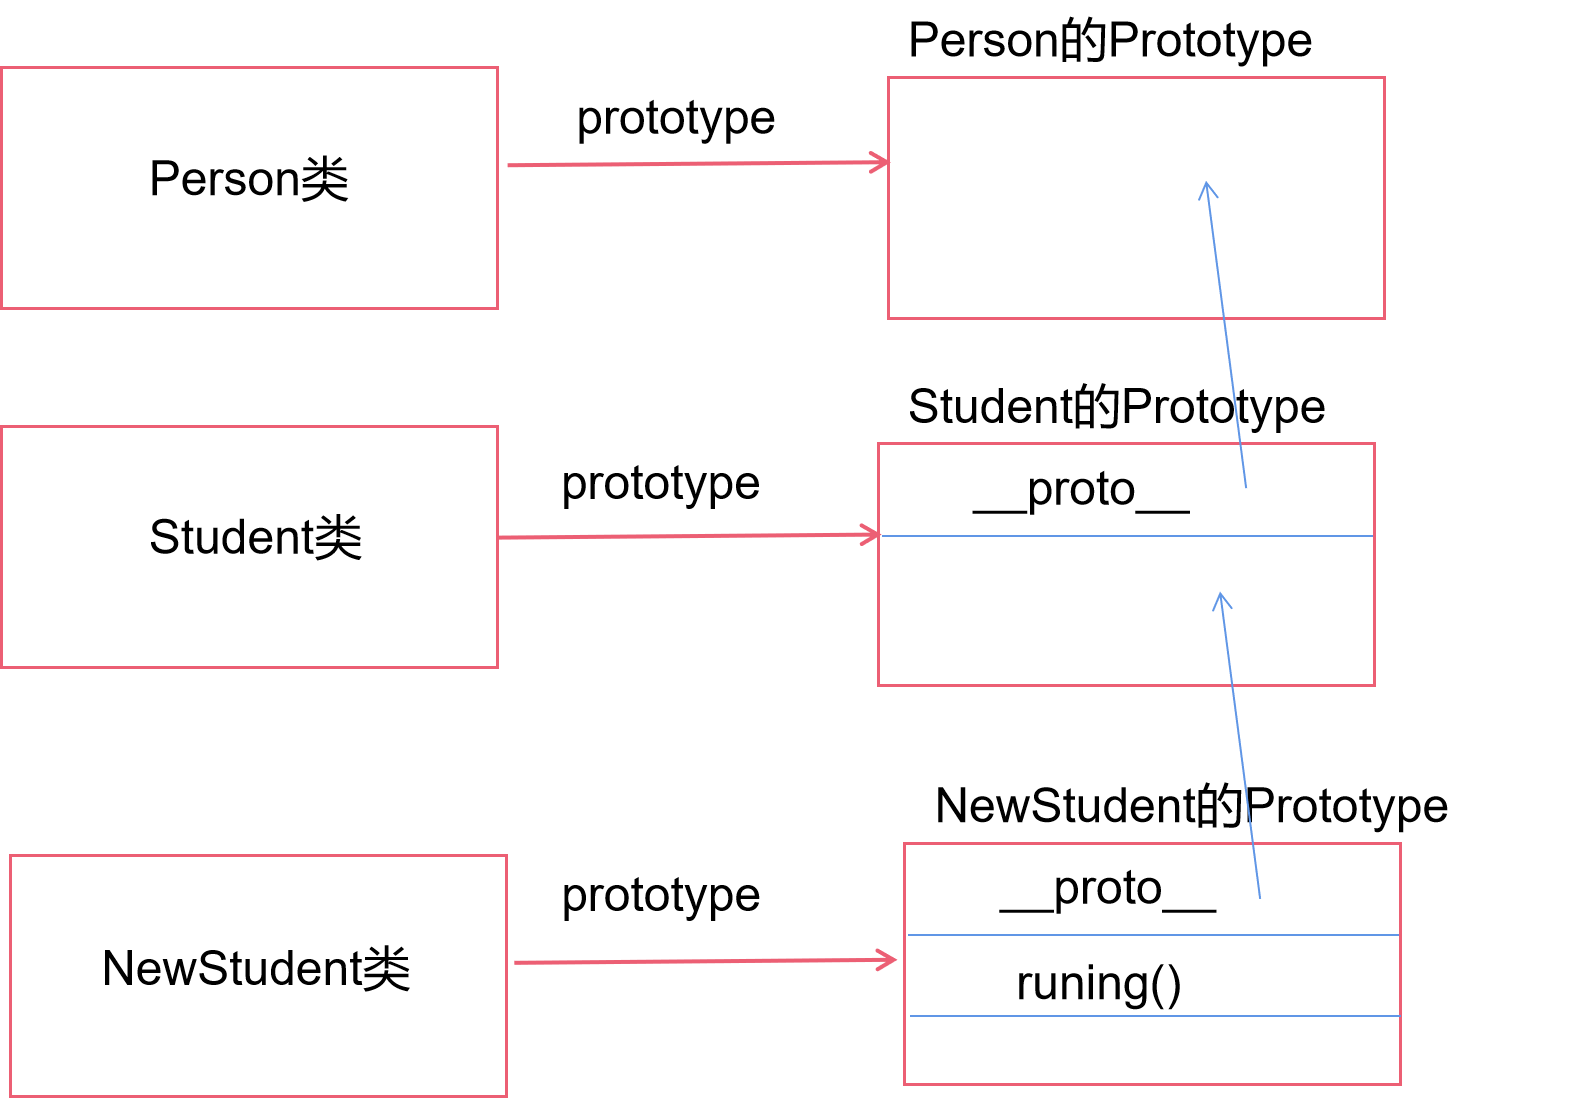 Person的Prototype
prototype
Person类
Student的Prototype
prototype
__proto__
Student类
NewStudent的Prototype
prototype
__proto__
NewStudent类
runing()